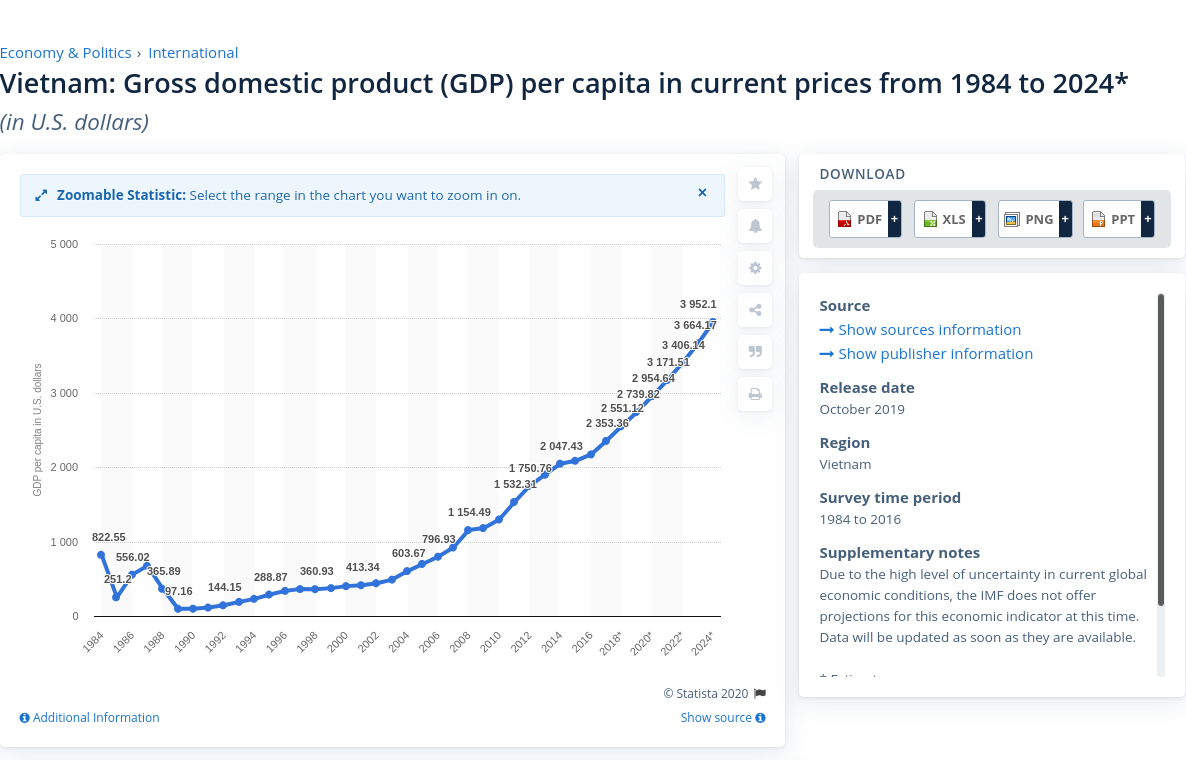 Economy & Politics › International
Vietnam: Gross domestic product (GDP) per capita in current prices from 1984 to 2024*
(in U.S. dollars)
Zoomable Statistic: Select the range in the chart you want to zoom in on. ×
GDP per capita in U.S. dollars
5 000
4 000
3 000
2 000
1 000
0
822.55
251.2
556.02
365.89
97.16
144.15
288.87
360.93
413.34
603.67
796.93
1 154.49
1 532.31
1 750.76
2 047.43
2 353.36
2 551.12
2 739.82
2 954.64
3 171.51
3 406.14
3 664.17
3 952.1
1984 1986 1988 1990 1992 1994 1996 1998 2000 2002 2004 2006 2008 2010 2012 2014 2016 2018* 2020* 2022* 2024*
© Statista 2020
Additional Information
Show source
DOWNLOAD
PDF + XLS + PNG + PPT +
Source
Show sources information
Show publisher information
Release date
October 2019
Region
Vietnam
Survey time period
1984 to 2016
Supplementary notes
Due to the high level of uncertainty in current global
economic conditions, the IMF does not offer
projections for this economic indicator at this time.
Data will be updated as soon as they are available.